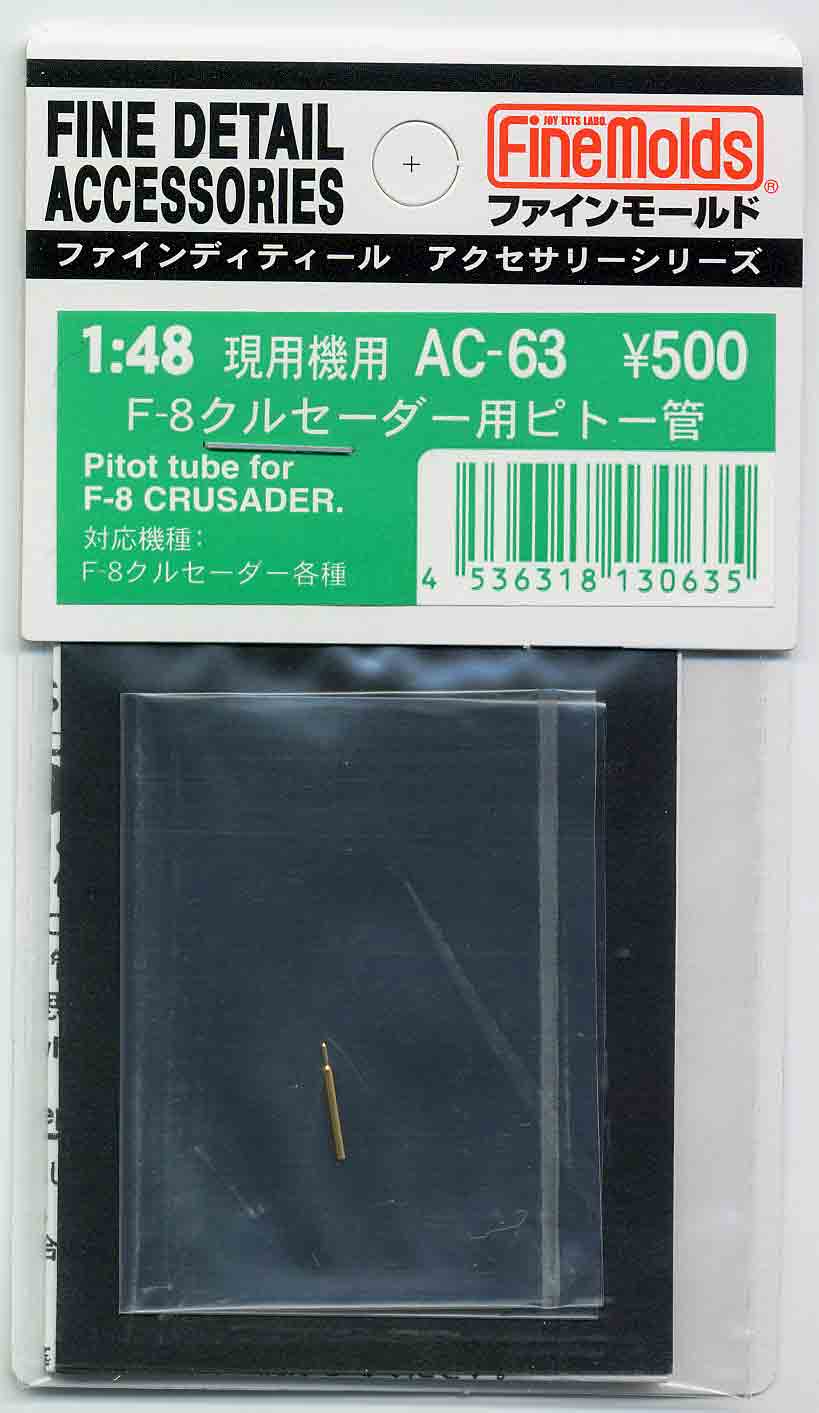 FINE DETAIL
ACCESSORIES
JOY KITS LABO.
FineMolds®
ファインモールド
ファインディティール アクセサリーシリーズ
1:48 現用機用 AC-63 ¥500
F-8クルセーダー用ピトー管
Pitot tube for
F-8 CRUSADER.
対応機種:
F-8クルセーダー各種
4 536318 130635